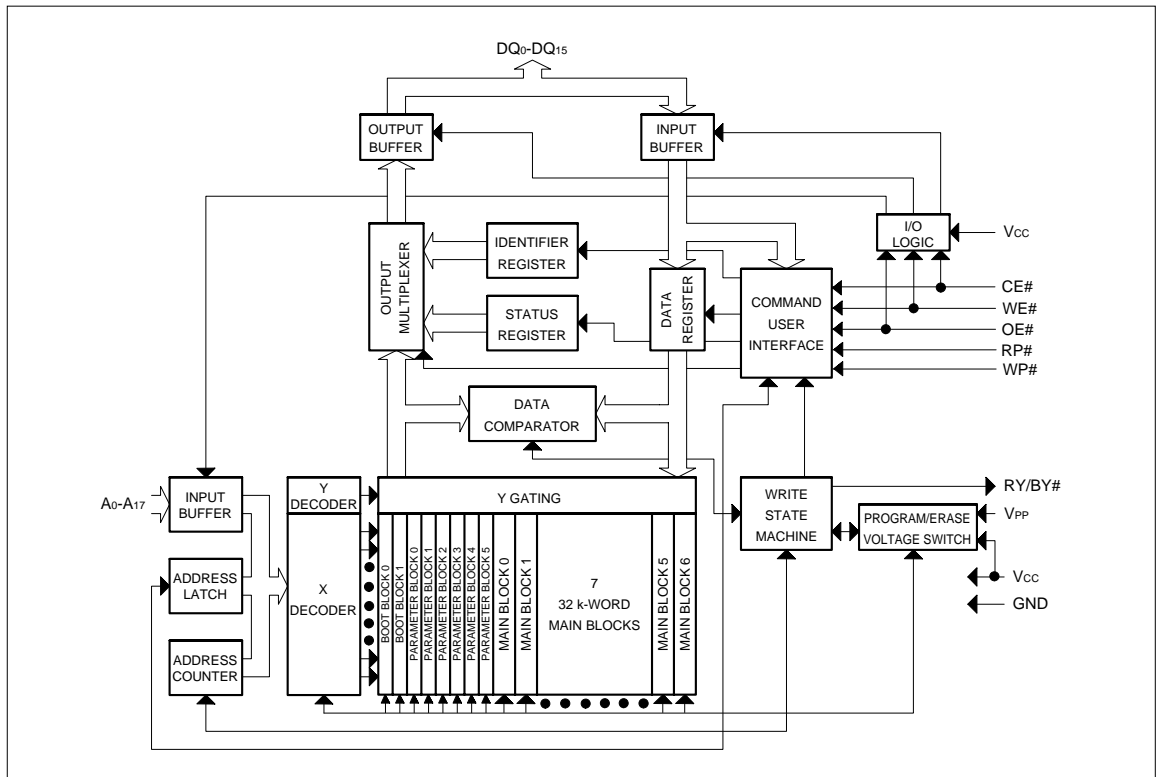 DQ0-DQ15
OUTPUT
BUFFER
INPUT
BUFFER
I/O
LOGIC
VCC
OUTPUT
MULTIPLEXER
IDENTIFIER
REGISTER
STATUS
REGISTER
DATA
REGISTER
COMMAND
USER
INTERFACE
CE#
WE#
OE#
RP#
WP#
DATA
COMPARATOR
A0-A17
INPUT
BUFFER
Y
DECODER
Y GATING
WRITE
STATE
MACHINE
RY/BY#
PROGRAM/ERASE
VOLTAGE SWITCH
VPP
VCC
GND
ADDRESS
LATCH
ADDRESS
COUNTER
X
DECODER
BOOT BLOCK 0
BOOT BLOCK 1
PARAMETER BLOCK 0
PARAMETER BLOCK 1
PARAMETER BLOCK 2
PARAMETER BLOCK 3
PARAMETER BLOCK 4
PARAMETER BLOCK 5
MAIN BLOCK 0
MAIN BLOCK 1
7
32 k-WORD
MAIN BLOCKS
MAIN BLOCK 5
MAIN BLOCK 6